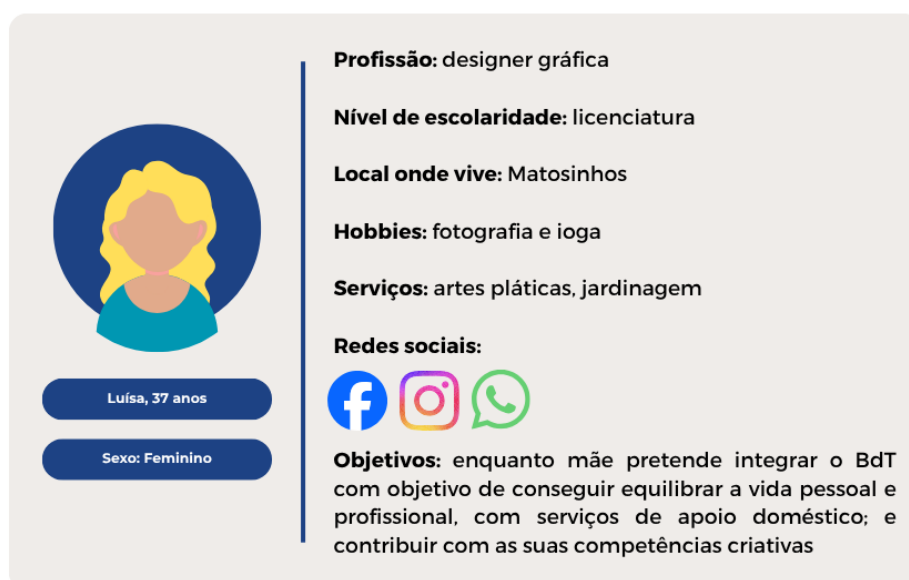 Profissão: designer gráfica
Nível de escolaridade: licenciatura
Local onde vive: Matosinhos
Hobbies: fotografia e ioga
Serviços: artes pláticas, jardinagem
Redes sociais:
Luísa, 37 anos
Sexo: Feminino
Objetivos: enquanto mãe pretende integrar o BdT
com objetivo de conseguir equilibrar a vida pessoal e
profissional, com serviços de apoio doméstico; e
contribuir com as suas competências criativas